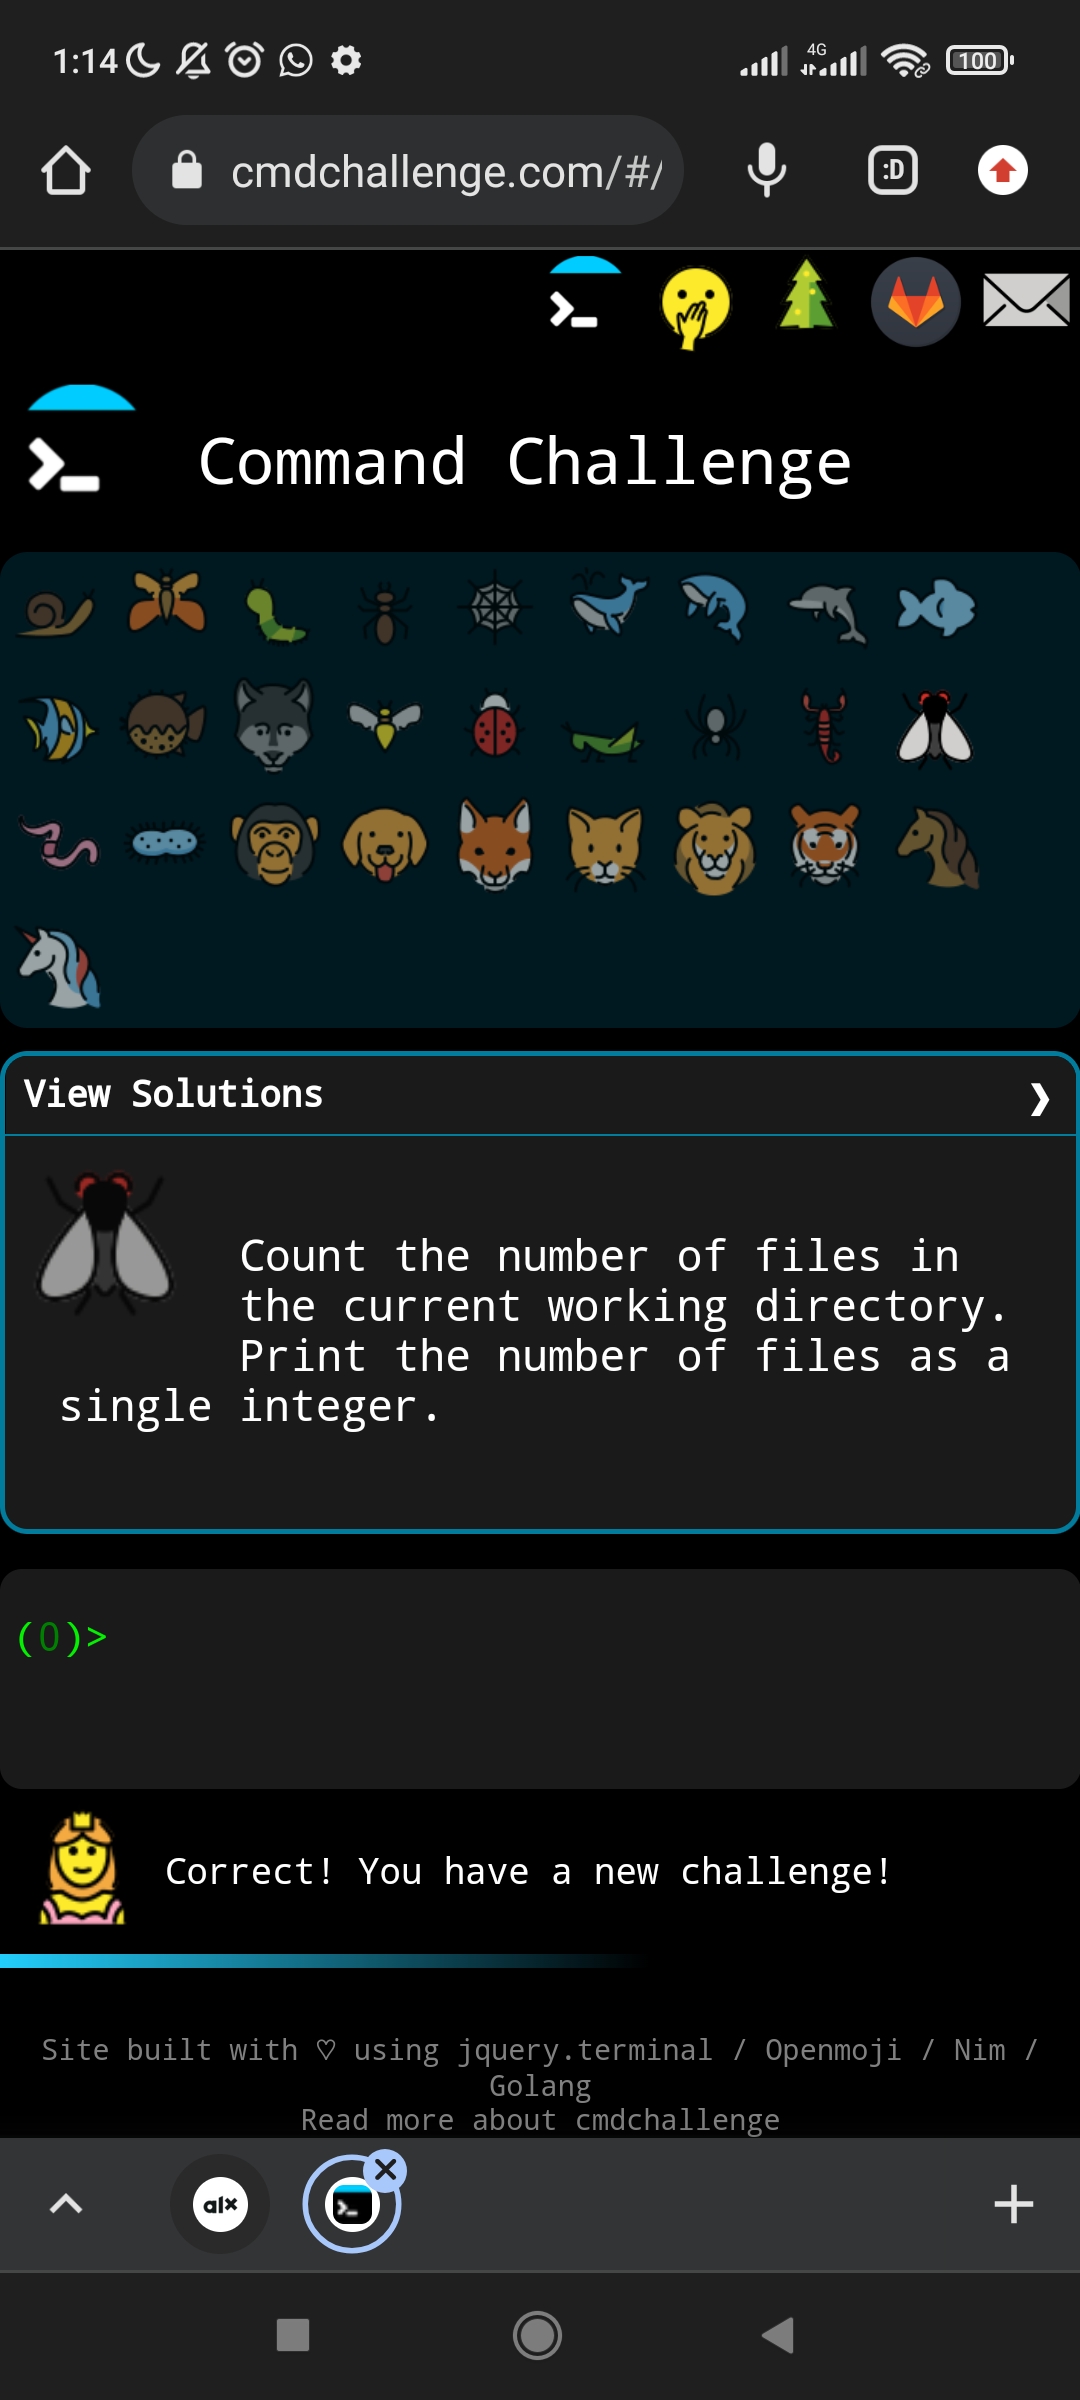 1:14
4G
100
cmdchallenge.com/#/
:D
Command Challenge
View Solutions
Count the number of files in
the current working directory.
Print the number of files as a
single integer.
(0)>
Correct! You have a new challenge!
Site built with ♡ using jquery.terminal / Openmoji / Nim /
Golang
Read more about cmdchallenge
alx